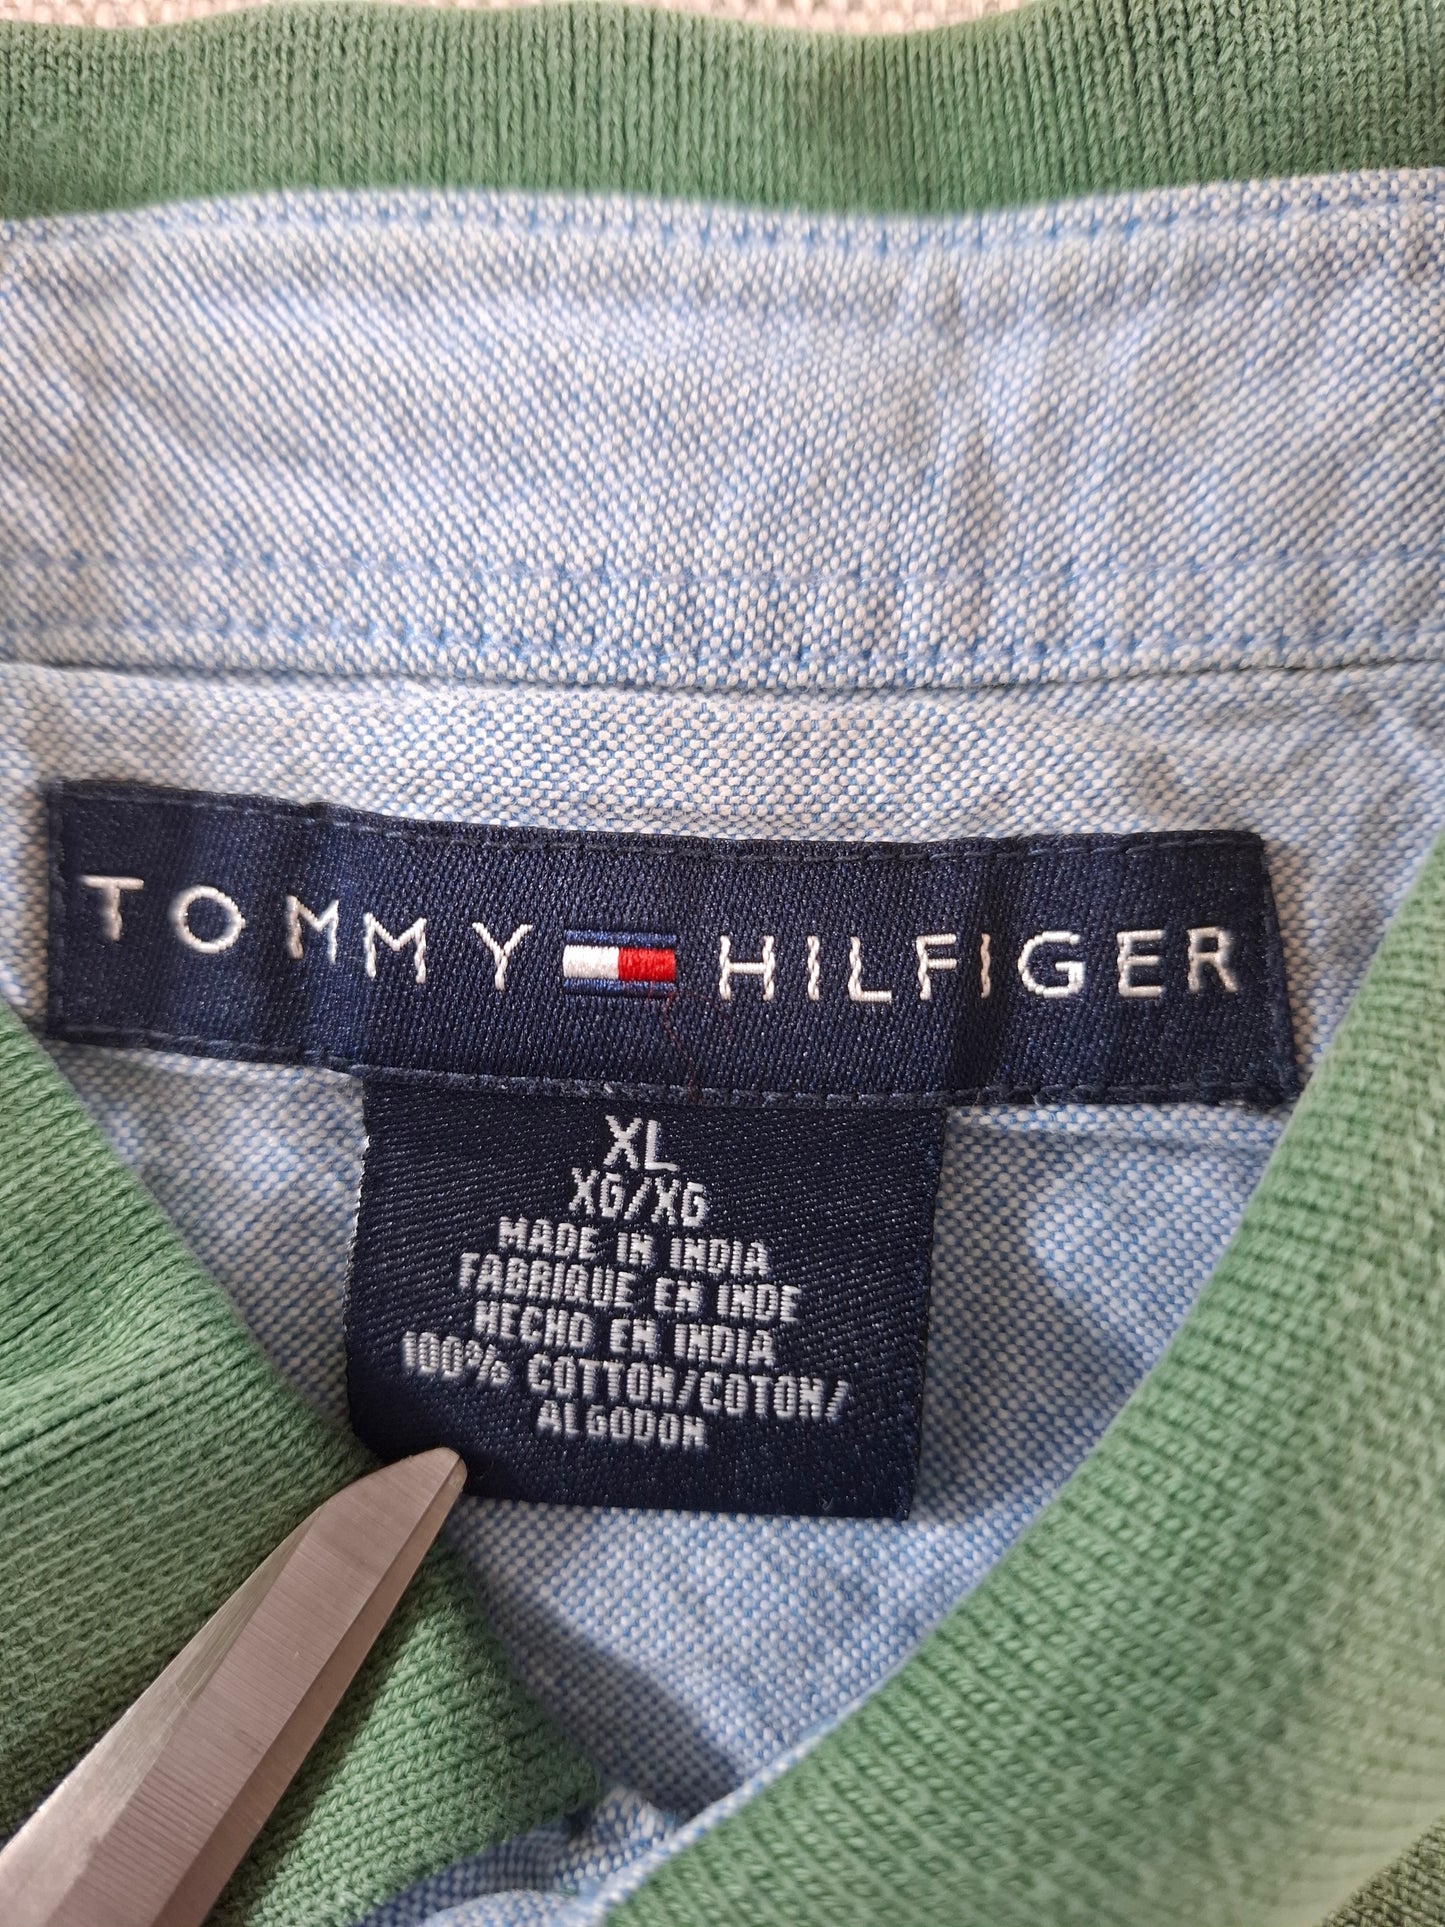 TOMMY HILFIGER
XL
XG/XG
MADE IN INDIA
FABRIQUE EN INDE
HECHO EN INDIA
100% COTTON/COTON/
ALGODON